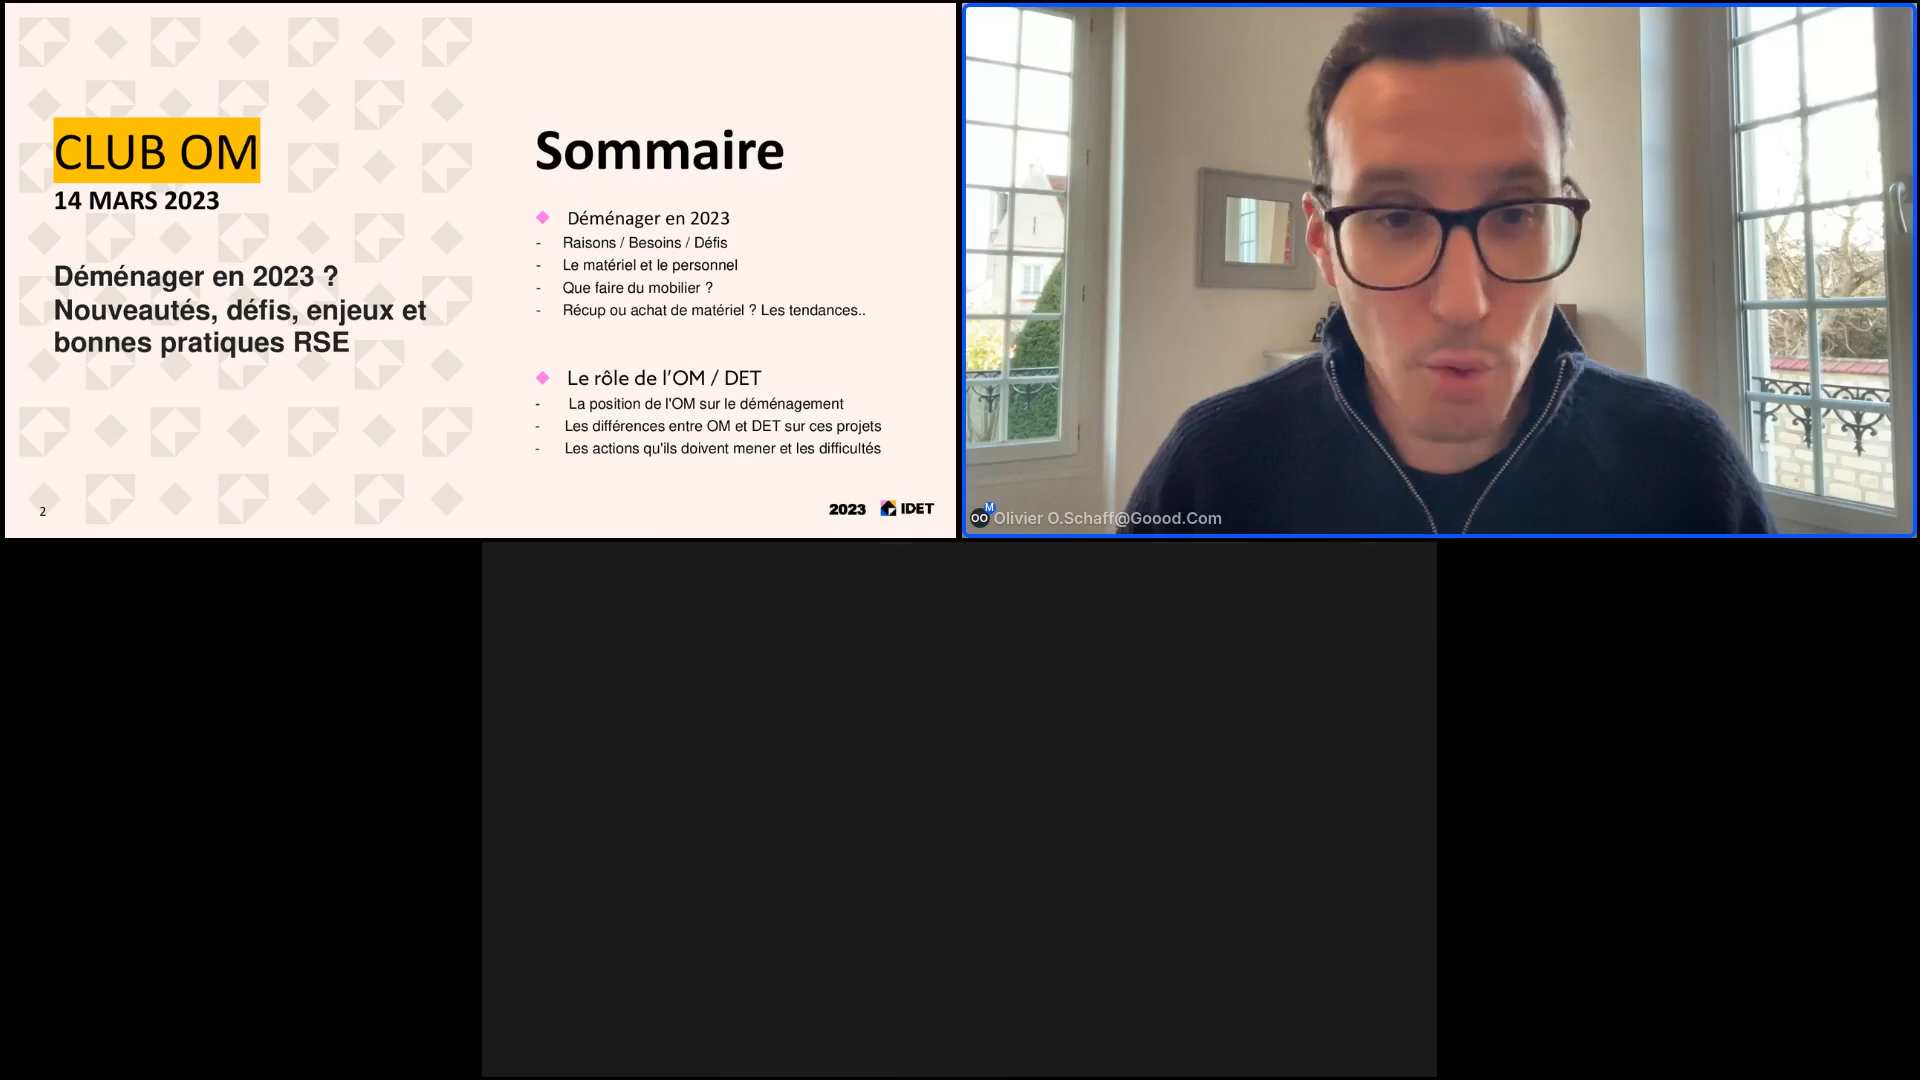 CLUB OM
14 MARS 2023
Déménager en 2023 ?
Nouveautés, défis, enjeux et
bonnes pratiques RSE
2
Sommaire
Déménager en 2023
- Raisons / Besoins / Défis
- Le matériel et le personnel
- Que faire du mobilier ?
- Récup ou achat de matériel ? Les tendances..
Le rôle de l'OM / DET
- La position de l'OM sur le déménagement
- Les différences entre OM et DET sur ces projets
- Les actions qu'ils doivent mener et les difficultés
2023 IDET
OO M Olivier O.Schaff@Goood.Com